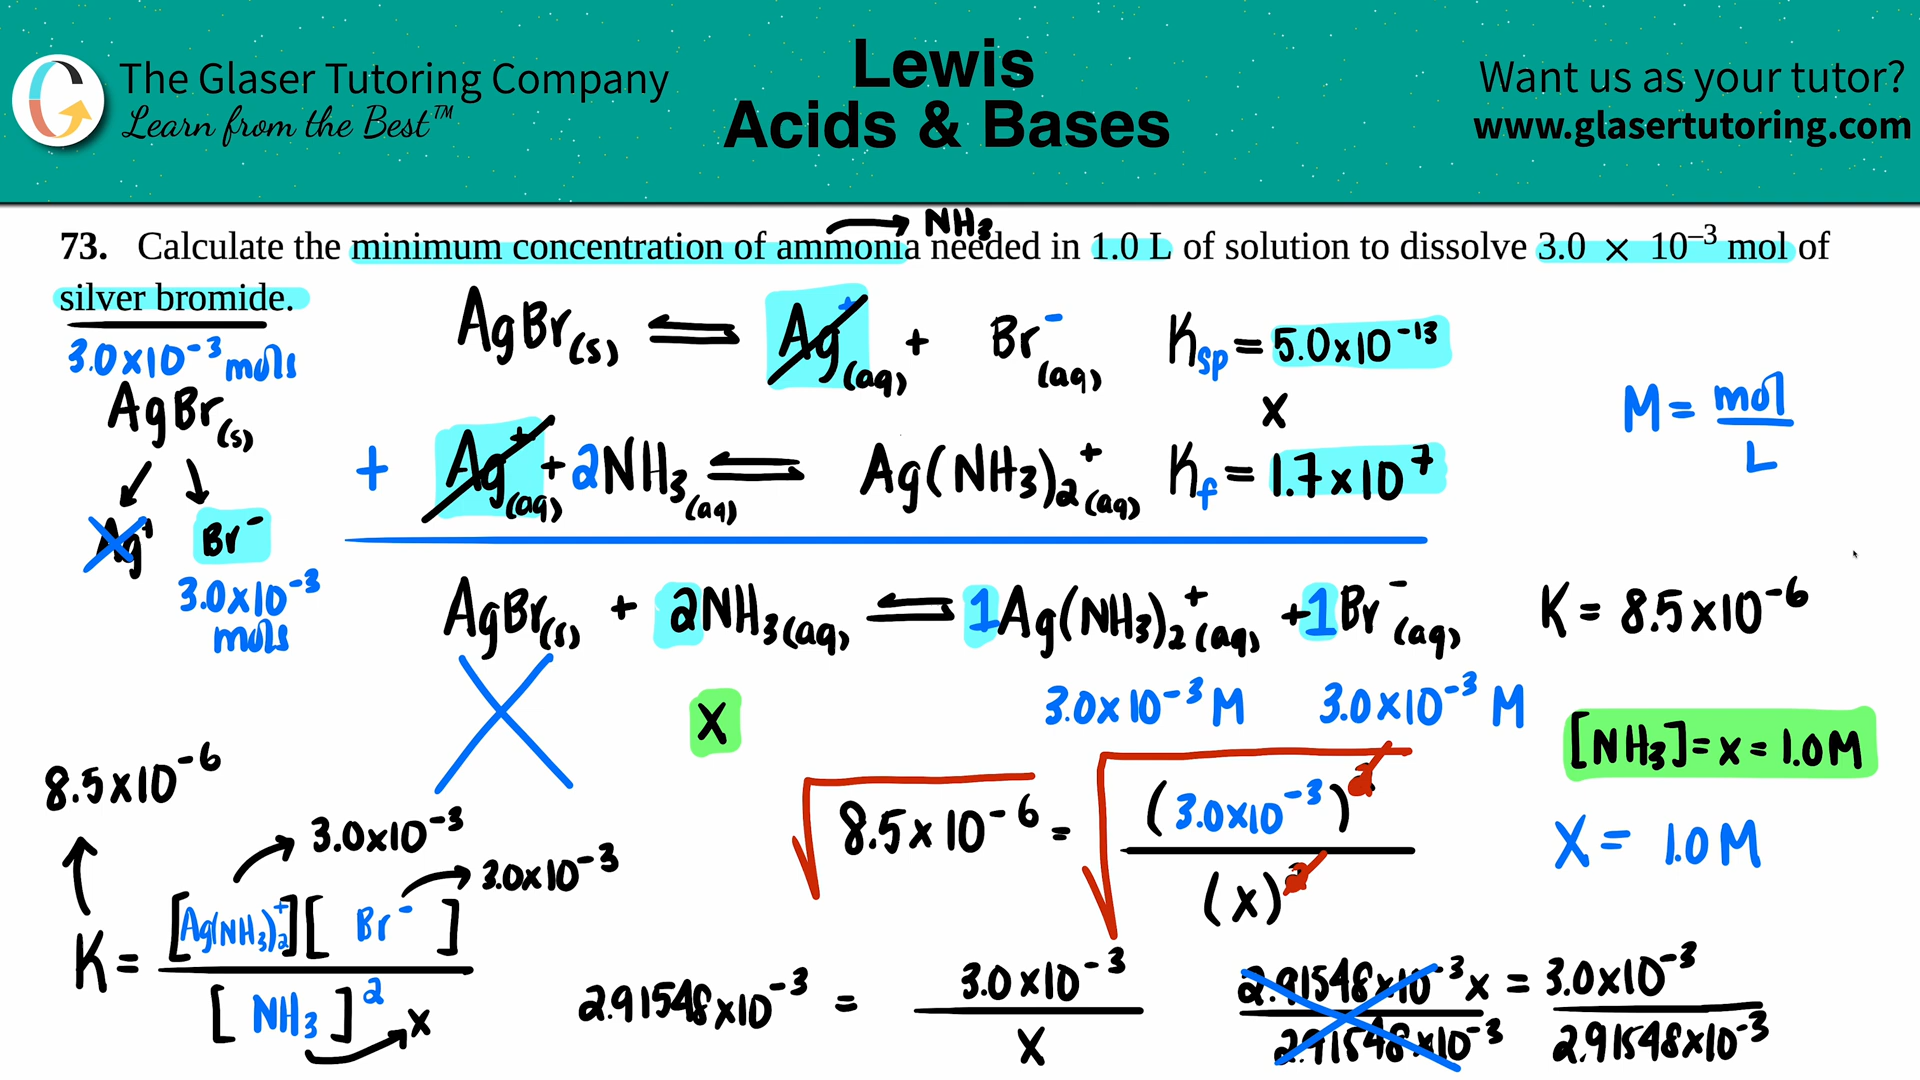 The Glaser Tutoring Company
Learn from the Best™
Lewis
Acids & Bases
Want us as your tutor?
www.glasertutoring.com
NH₃
73. Calculate the minimum concentration of ammonia needed in 1.0 L of solution to dissolve 3.0 × 10⁻³ mol of
silver bromide.
3.0x10⁻³ mols
AgBr(s)
Ag⁺ Br⁻
3.0x10⁻³
mols
AgBr(s) ⇌ Ag⁺(aq) + Br⁻(aq) Ksp = 5.0x10⁻¹³
x
+ Ag⁺(aq) + 2NH₃(aq) ⇌ Ag(NH₃)₂⁺(aq) Kf = 1.7x10⁷
M = mol
L
AgBr(s) + 2NH₃(aq) ⇌ 1Ag(NH₃)₂⁺(aq) + 1Br⁻(aq) K = 8.5x10⁻⁶
X 3.0x10⁻³ M 3.0x10⁻³ M
[NH₃] = x = 1.0M
X = 1.0M
8.5x10⁻⁶
3.0x10⁻³
3.0x10⁻³
K = [Ag(NH₃)₂⁺][Br⁻]
[NH₃]² x
√8.5x10⁻⁶ = √(3.0x10⁻³)²
(x)²
2.91548x10⁻³ = 3.0x10⁻³
X
2.91548x10⁻³x = 3.0x10⁻³
2.91548x10⁻³ 2.91548x10⁻³